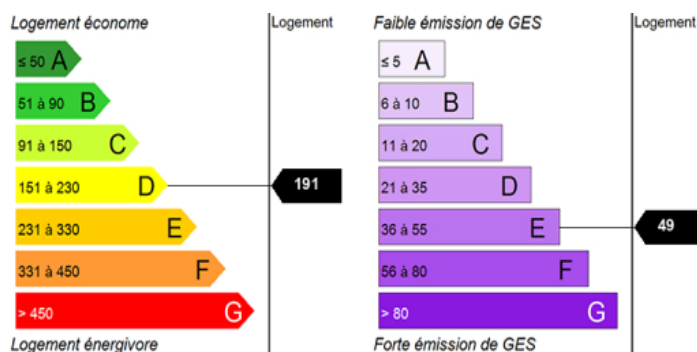 Logement économe
Logement
≤ 50 A
51 à 90 B
91 à 150 C
151 à 230 D
191
231 à 330 E
331 à 450 F
> 450 G
Logement énergivore
Faible émission de GES
Logement
≤ 5 A
6 à 10 B
11 à 20 C
21 à 35 D
36 à 55 E
49
56 à 80 F
> 80 G
Forte émission de GES